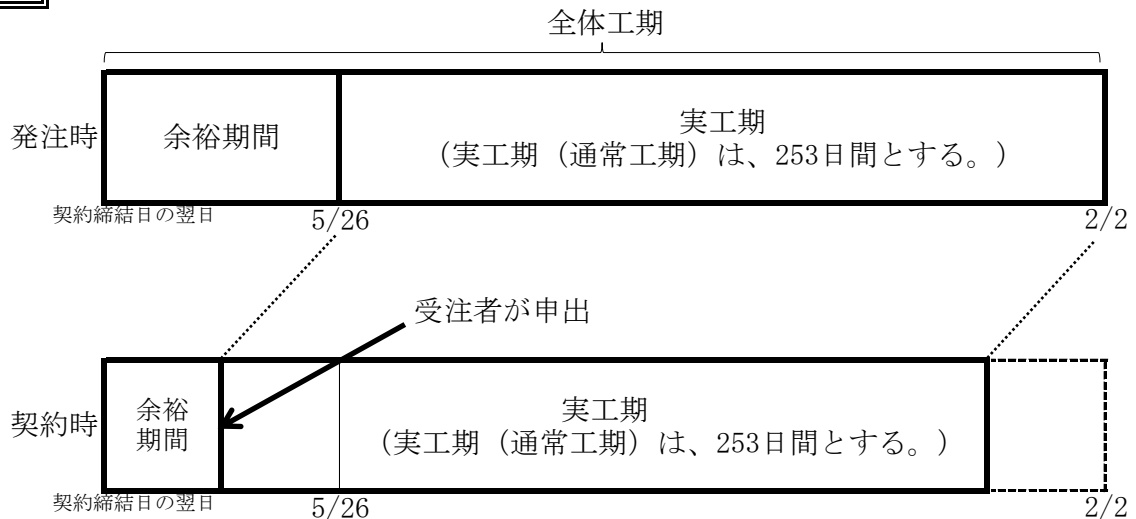 全体工期
発注時
余裕期間
実工期
（実工期（通常工期）は、253日間とする。）
契約締結日の翌日
5/26
2/2
受注者が申出
契約時
余裕
期間
実工期
（実工期（通常工期）は、253日間とする。）
契約締結日の翌日
5/26
2/2